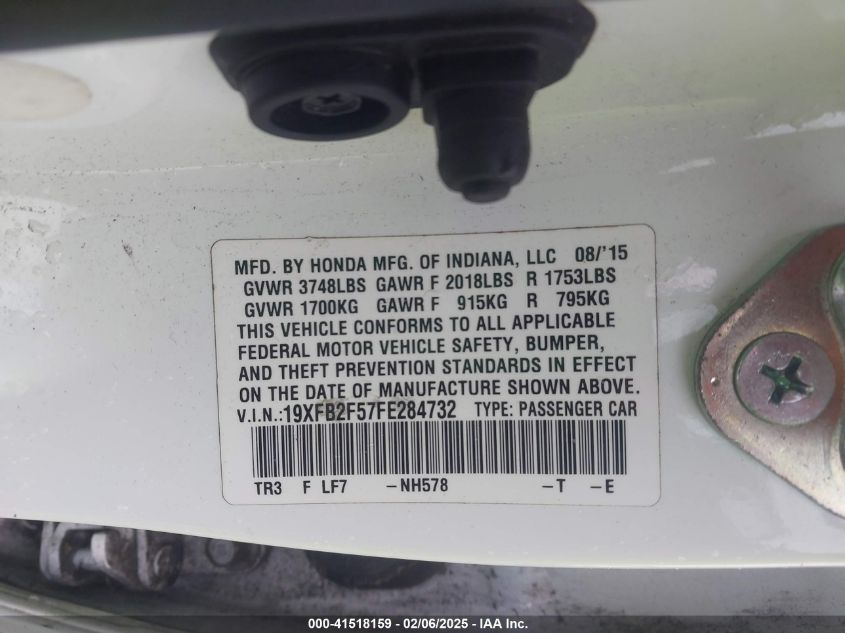 MFD. BY HONDA MFG. OF INDIANA, LLC 08/'15
GVWR 3748LBS GAWR F 2018LBS R 1753LBS
GVWR 1700KG GAWR F 915KG R 795KG
THIS VEHICLE CONFORMS TO ALL APPLICABLE
FEDERAL MOTOR VEHICLE SAFETY, BUMPER,
AND THEFT PREVENTION STANDARDS IN EFFECT
ON THE DATE OF MANUFACTURE SHOWN ABOVE.
V.I.N.:19XFB2F57FE284732 TYPE: PASSENGER CAR
TR3 F LF7 -NH578 -T -E
000-41518159 - 02/06/2025 - IAA Inc.